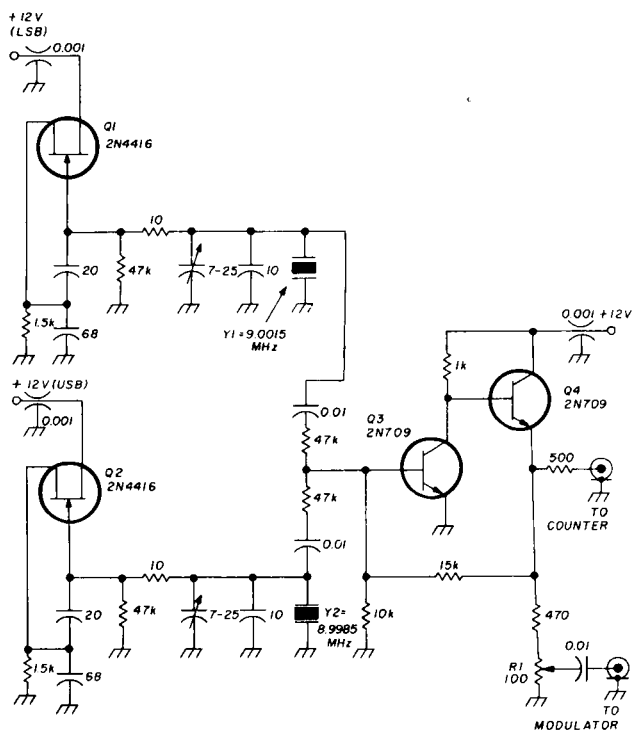 +12V
(LSB)
0.001
Q1
2N4416
10
20
47k
7-25
10
1.5k
68
Y1=9.0015
MHz
+12V(USB)
0.001
Q2
2N4416
0.01
47k
47k
0.01
10
20
47k
7-25
10
Y2=
8.9985
MHz
1.5k
68
0.001 +12V
1k
Q3
2N709
Q4
2N709
500
TO
COUNTER
15k
10k
470
R1
100
0.01
TO
MODULATOR